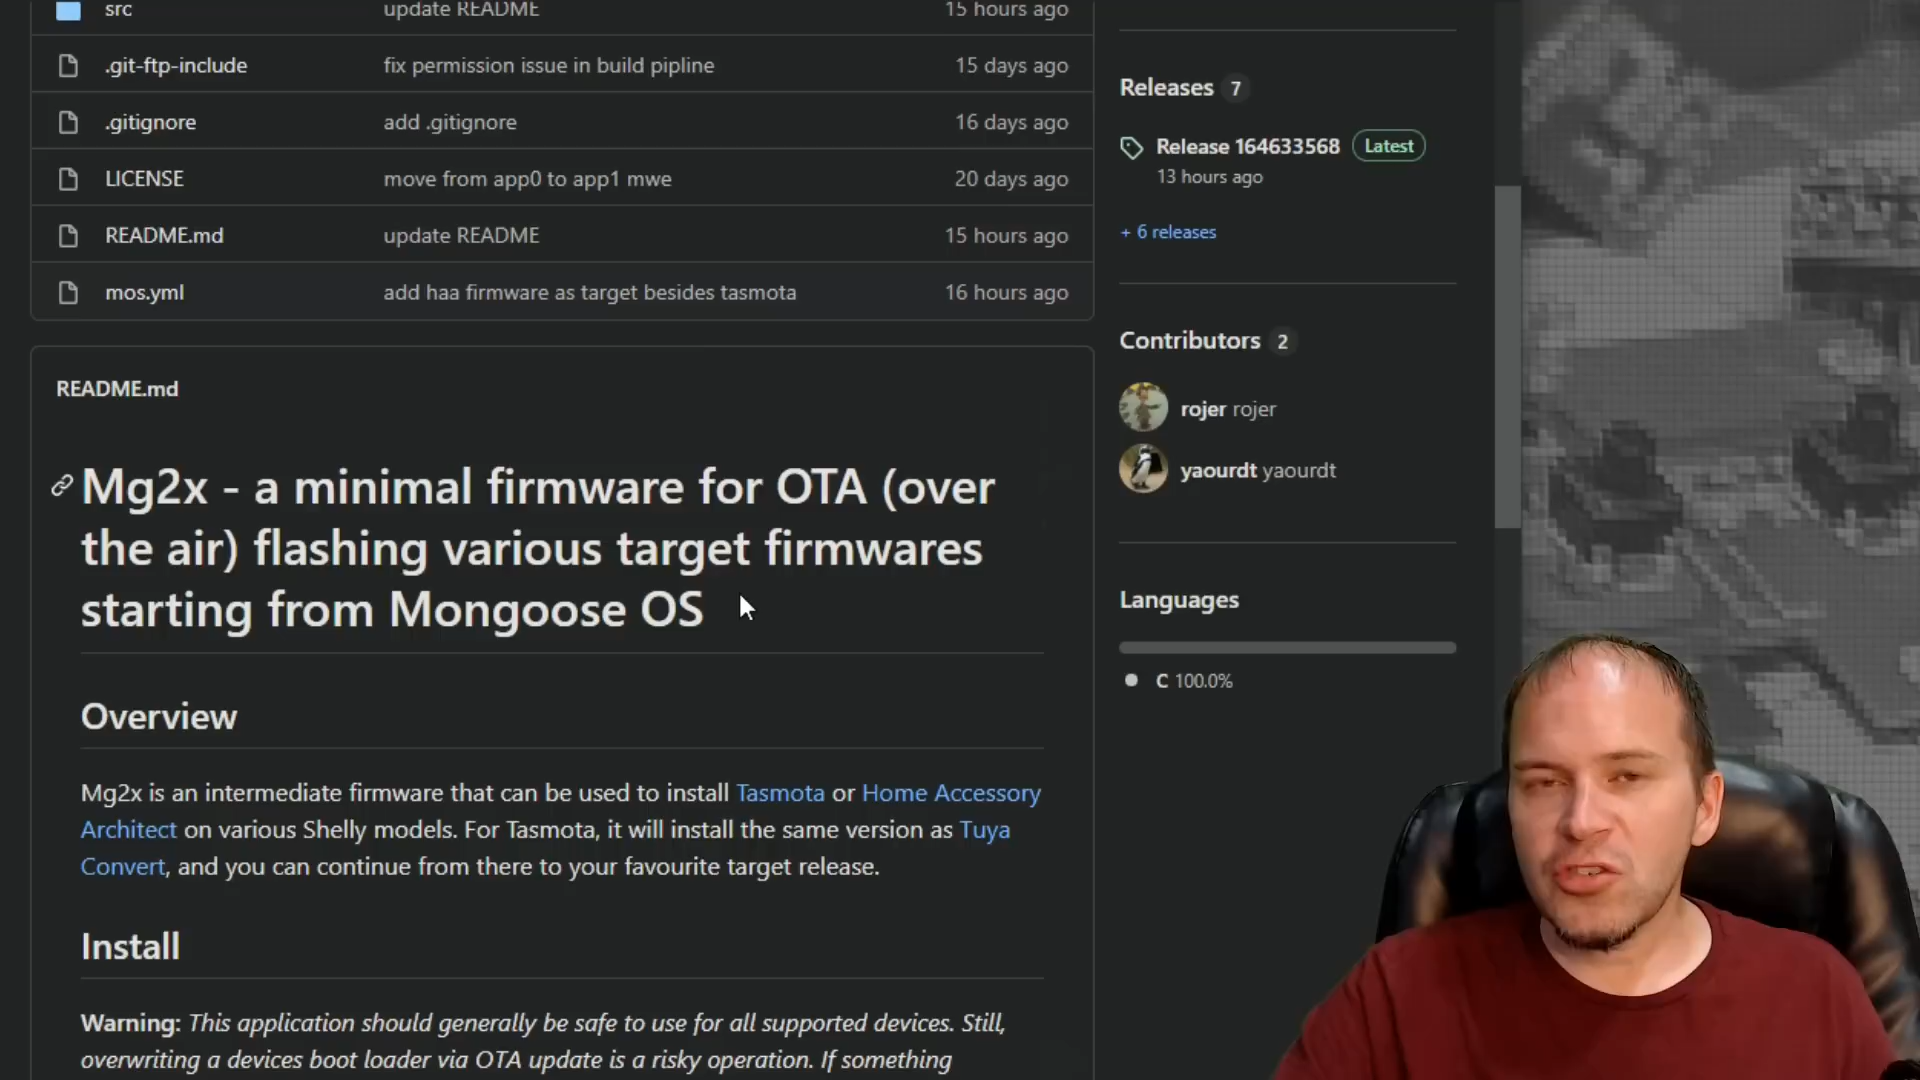 src update README 15 hours ago
.git-ftp-include fix permission issue in build pipline 15 days ago
.gitignore add .gitignore 16 days ago
LICENSE move from app0 to app1 mwe 20 days ago
README.md update README 15 hours ago
mos.yml add haa firmware as target besides tasmota 16 hours ago
README.md
Mg2x - a minimal firmware for OTA (over
the air) flashing various target firmwares
starting from Mongoose OS
Overview
Mg2x is an intermediate firmware that can be used to install Tasmota or Home Accessory
Architect on various Shelly models. For Tasmota, it will install the same version as Tuya
Convert, and you can continue from there to your favourite target release.
Install
Warning: This application should generally be safe to use for all supported devices. Still,
overwriting a devices boot loader via OTA update is a risky operation. If something
Releases 7
Release 164633568 Latest
13 hours ago
+ 6 releases
Contributors 2
rojer rojer
yaourdt yaourdt
Languages
C 100.0%